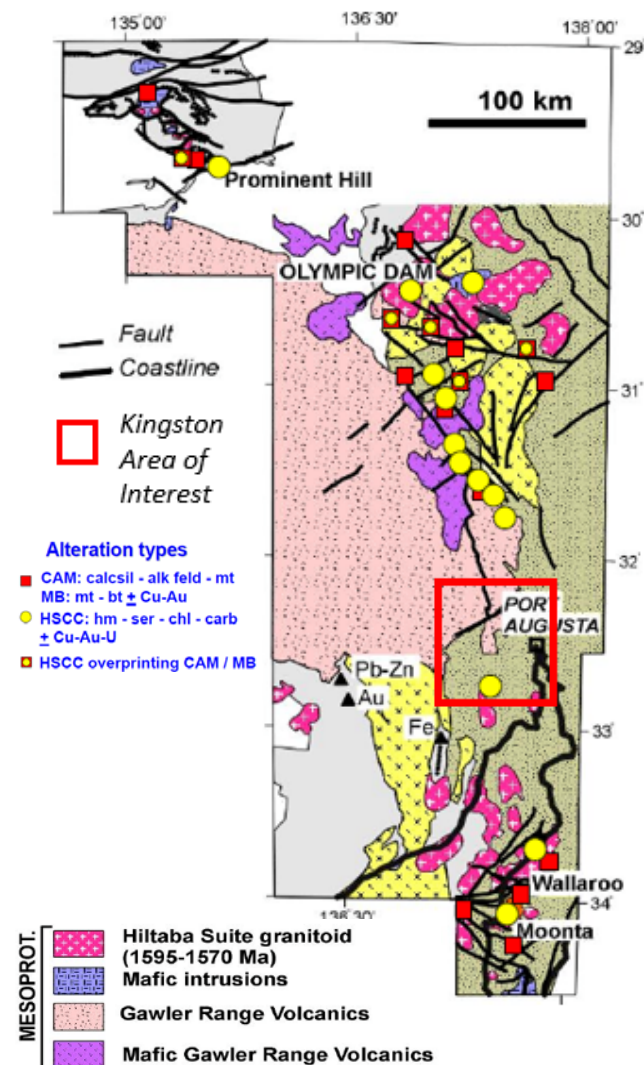 135°00'
136°30'
138°00'
29°
100 km
Prominent Hill
30°
OLYMPIC DAM
Fault
Coastline
31°
Kingston
Area of
Interest
Alteration types
CAM: calcsil - alk feld - mt
MB: mt - bt ± Cu-Au
HSCC: hm - ser - chl - carb
± Cu-Au-U
HSCC overprinting CAM / MB
32°
PORT
AUGUSTA
Pb-Zn
Au
Fe
33°
Wallaroo
136°30'
34°
Moonta
MESOPROT.
Hiltaba Suite granitoid
(1595-1570 Ma)
Mafic intrusions
Gawler Range Volcanics
Mafic Gawler Range Volcanics